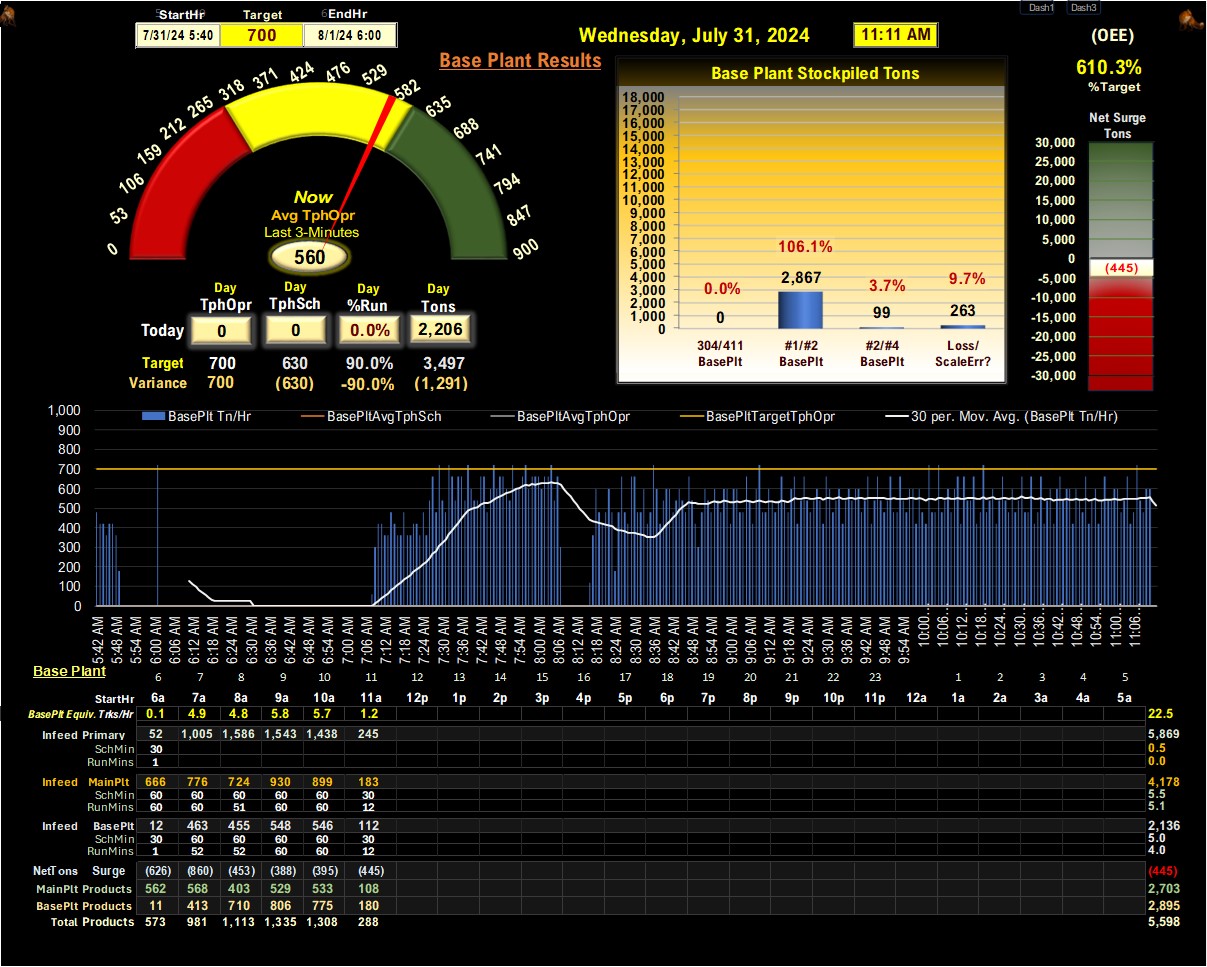 StartHr Target EndHr
7/31/24 5:40 700 8/1/24 6:00
Wednesday, July 31, 2024 11:11 AM
Dash1 Dash3
(OEE)
610.3%
%Target
Base Plant Results
0 53 106 159 212 265 318 371 424 476 529 582 635 688 741 794 847 900
Now
Avg TphOpr
Last 3-Minutes
560
Day Day Day Day
TphOpr TphSch %Run Tons
Today 0 0 0.0% 2,206
Target 700 630 90.0% 3,497
Variance 700 (630) -90.0% (1,291)
Base Plant Stockpiled Tons
18,000
17,000
16,000
15,000
14,000
13,000
12,000
11,000
10,000
9,000
8,000
7,000
6,000
5,000
4,000
3,000
2,000
1,000
0
0.0% 106.1% 3.7% 9.7%
0 2,867 99 263
304/411 #1/#2 #2/#4 Loss/
BasePlt BasePlt BasePlt ScaleErr?
Net Surge
Tons
30,000
25,000
20,000
15,000
10,000
5,000
0
(445)
-5,000
-10,000
-15,000
-20,000
-25,000
-30,000
BasePlt Tn/Hr BasePltAvgTphSch BasePltAvgTphOpr BasePltTargetTphOpr 30 per. Mov. Avg. (BasePlt Tn/Hr)
1,000
900
800
700
600
500
400
300
200
100
0
5:42 AM 5:48 AM 5:54 AM 6:00 AM 6:06 AM 6:12 AM 6:18 AM 6:24 AM 6:30 AM 6:36 AM 6:42 AM 6:48 AM 6:54 AM 7:00 AM 7:06 AM 7:12 AM 7:18 AM 7:24 AM 7:30 AM 7:36 AM 7:42 AM 7:48 AM 7:54 AM 8:00 AM 8:06 AM 8:12 AM 8:18 AM 8:24 AM 8:30 AM 8:36 AM 8:42 AM 8:48 AM 8:54 AM 9:00 AM 9:06 AM 9:12 AM 9:18 AM 9:24 AM 9:30 AM 9:36 AM 9:42 AM 9:48 AM 9:54 AM 10:00… 10:06… 10:12… 10:18… 10:24… 10:30… 10:36… 10:42… 10:48… 10:54… 11:00… 11:06…
Base Plant
6 7 8 9 10 11 12 13 14 15 16 17 18 19 20 21 22 23 1 2 3 4 5
StartHr 6a 7a 8a 9a 10a 11a 12p 1p 2p 3p 4p 5p 6p 7p 8p 9p 10p 11p 12a 1a 2a 3a 4a 5a
BasePlt Equiv. Trks/Hr 0.1 4.9 4.8 5.8 5.7 1.2 22.5
Infeed Primary 52 1,005 1,586 1,543 1,438 245 5,869
SchMin 30 0.5
RunMins 1 0.0
Infeed MainPlt 666 776 724 930 899 183 4,178
SchMin 60 60 60 60 60 30 5.5
RunMins 60 60 51 60 60 12 5.1
Infeed BasePlt 12 463 455 548 546 112 2,136
SchMin 30 60 60 60 60 30 5.0
RunMins 1 52 52 60 60 12 4.0
NetTons Surge (626) (860) (453) (388) (395) (445) (445)
MainPlt Products 562 568 403 529 533 108 2,703
BasePlt Products 11 413 710 806 775 180 2,895
Total Products 573 981 1,113 1,335 1,308 288 5,598